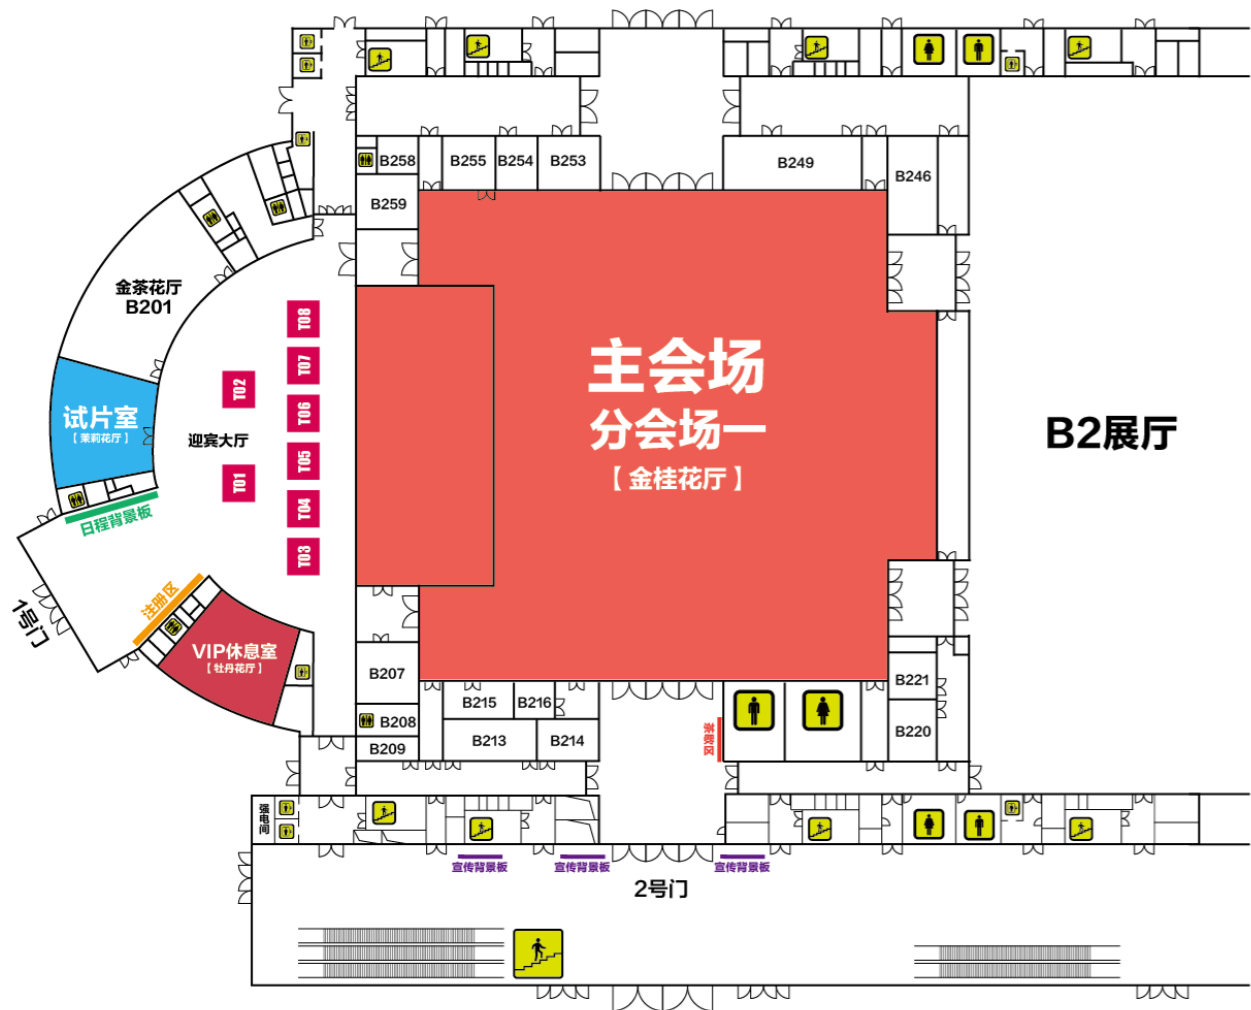 B258
B255
B254
B253
B249
B246
B259
金茶花厅
B201
T08
T07
T06
T05
T04
T03
T02
T01
试片室
【茉莉花厅】
迎宾大厅
主会场
分会场一
【金桂花厅】
B2展厅
日程背景板
注册区
1号门
VIP休息室
【牡丹花厅】
B207
B208
B209
B215
B216
B213
B214
茶歇区
B221
B220
强电间
宣传背景板
宣传背景板
宣传背景板
2号门